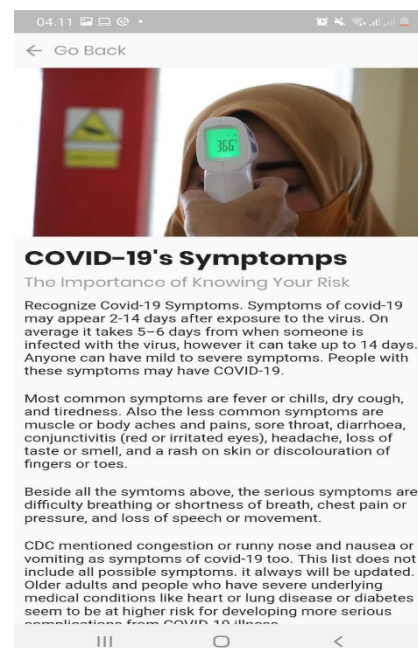 04.11
Go Back
366
COVID-19's Symptomps
The Importance of Knowing Your Risk
Recognize Covid-19 Symptoms. Symptoms of covid-19
may appear 2-14 days after exposure to the virus. On
average it takes 5–6 days from when someone is
infected with the virus, however it can take up to 14 days.
Anyone can have mild to severe symptoms. People with
these symptoms may have COVID-19.
Most common symptoms are fever or chills, dry cough,
and tiredness. Also the less common symptoms are
muscle or body aches and pains, sore throat, diarrhoea,
conjunctivitis (red or irritated eyes), headache, loss of
taste or smell, and a rash on skin or discolouration of
fingers or toes.
Beside all the symtoms above, the serious symptoms are
difficulty breathing or shortness of breath, chest pain or
pressure, and loss of speech or movement.
CDC mentioned congestion or runny nose and nausea or
vomiting as symptoms of covid-19 too. This list does not
include all possible symptoms. it always will be updated.
Older adults and people who have severe underlying
medical conditions like heart or lung disease or diabetes
seem to be at higher risk for developing more serious
complications from COVID-19 illness.